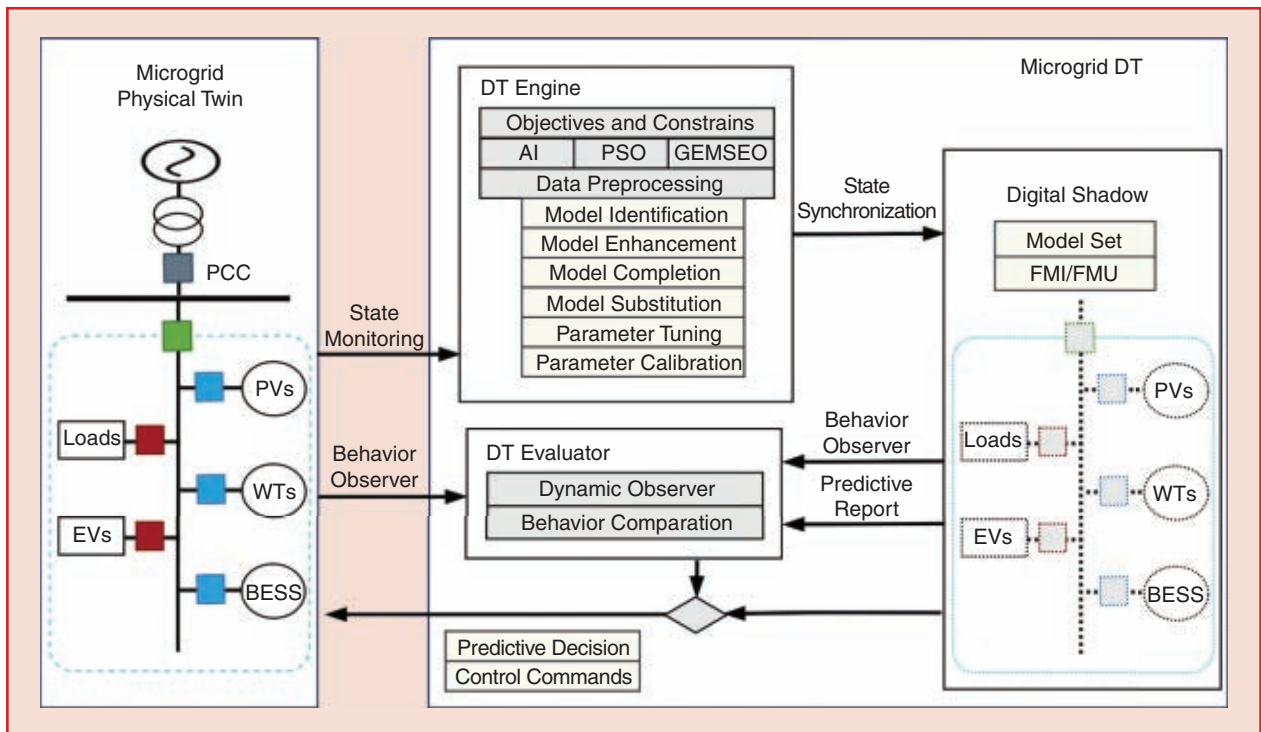 Microgrid
Physical Twin
PCC
PVs
Loads
WTs
EVs
BESS
State
Monitoring
Behavior
Observer
Microgrid DT
DT Engine
Objectives and Constrains
AI PSO GEMSEO
Data Preprocessing
Model Identification
Model Enhancement
Model Completion
Model Substitution
Parameter Tuning
Parameter Calibration
State
Synchronization
DT Evaluator
Dynamic Observer
Behavior Comparation
Behavior
Observer
Predictive
Report
Predictive Decision
Control Commands
Digital Shadow
Model Set
FMI/FMU
PVs
Loads
WTs
EVs
BESS